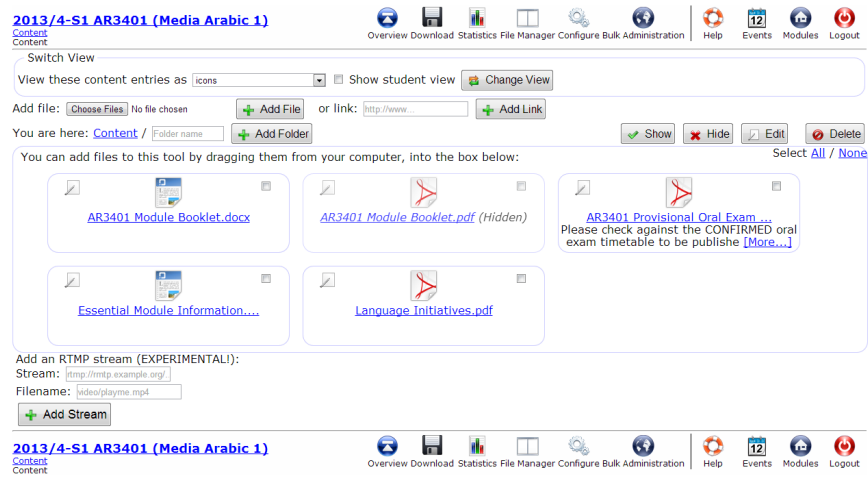 2013/4-S1 AR3401 (Media Arabic 1)
Content
Content
Overview Download Statistics File Manager Configure Bulk Administration Help Events Modules Logout
12
Switch View
View these content entries as icons Show student view Change View
Add file: Choose Files No file chosen Add File or link: http://www... Add Link
You are here: Content / Folder name Add Folder Show Hide Edit Delete
You can add files to this tool by dragging them from your computer, into the box below: Select All / None
AR3401 Module Booklet.docx
AR3401 Module Booklet.pdf (Hidden)
AR3401 Provisional Oral Exam ...
Please check against the CONFIRMED oral
exam timetable to be publishe [More...]
Essential Module Information....
Language Initiatives.pdf
Add an RTMP stream (EXPERIMENTAL!):
Stream: rtmp://rmtp.example.org/.
Filename: video/playme.mp4
Add Stream
2013/4-S1 AR3401 (Media Arabic 1)
Content
Content
Overview Download Statistics File Manager Configure Bulk Administration Help Events Modules Logout
12